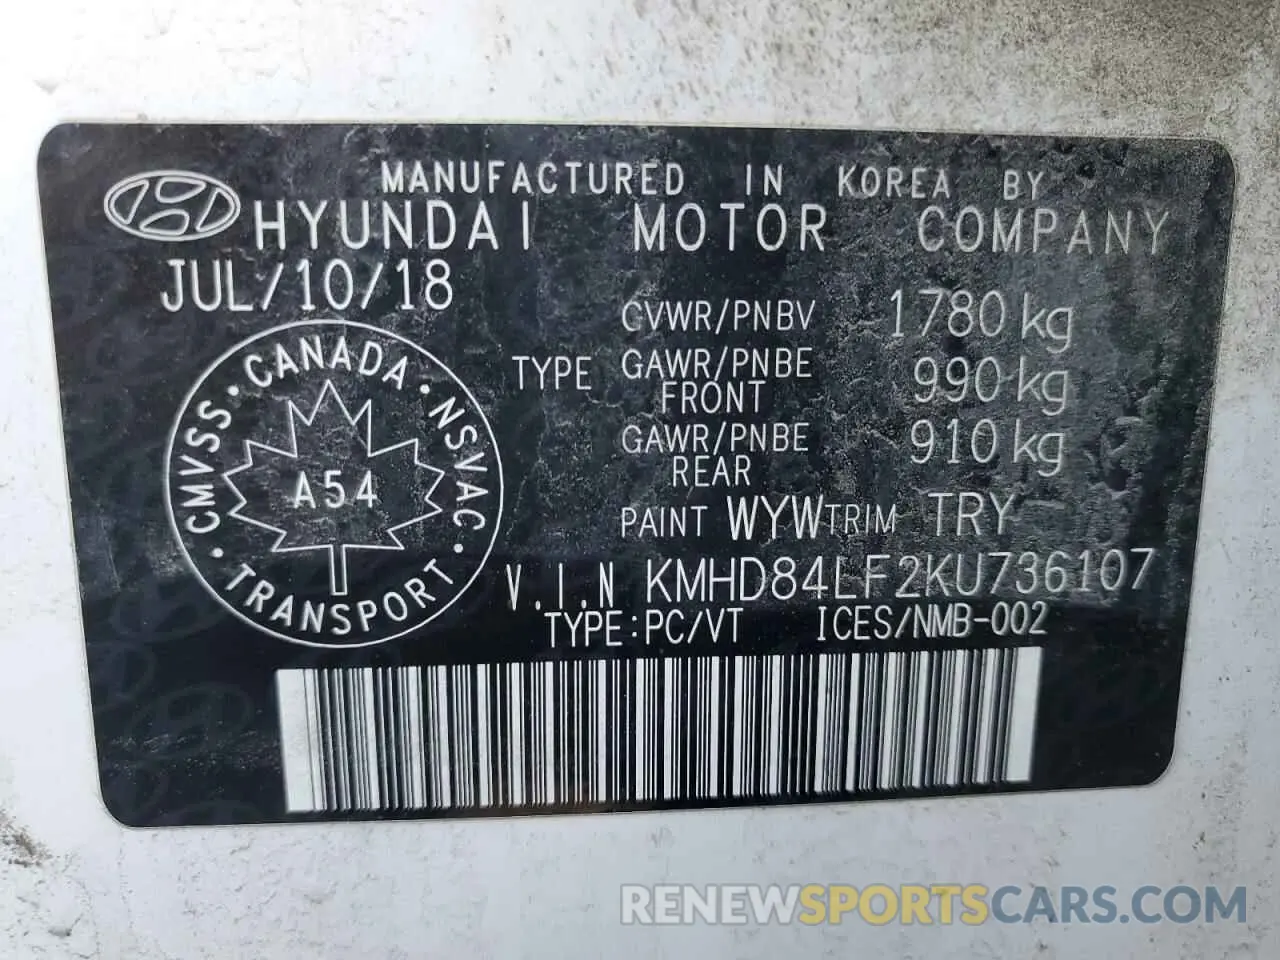 MANUFACTURED IN KOREA BY
HYUNDAI MOTOR COMPANY
JUL/10/18
CVWR/PNBV 1780 kg
TYPE GAWR/PNBE FRONT 990 kg
GAWR/PNBE REAR 910 kg
PAINT WYW TRIM TRY
V.I.N KMHD84LF2KU736107
TYPE:PC/VT ICES/NMB-002
CMVSS · CANADA · NSVAC ·
A54
· TRANSPORT ·
RENEWSPORTSCARS.COM